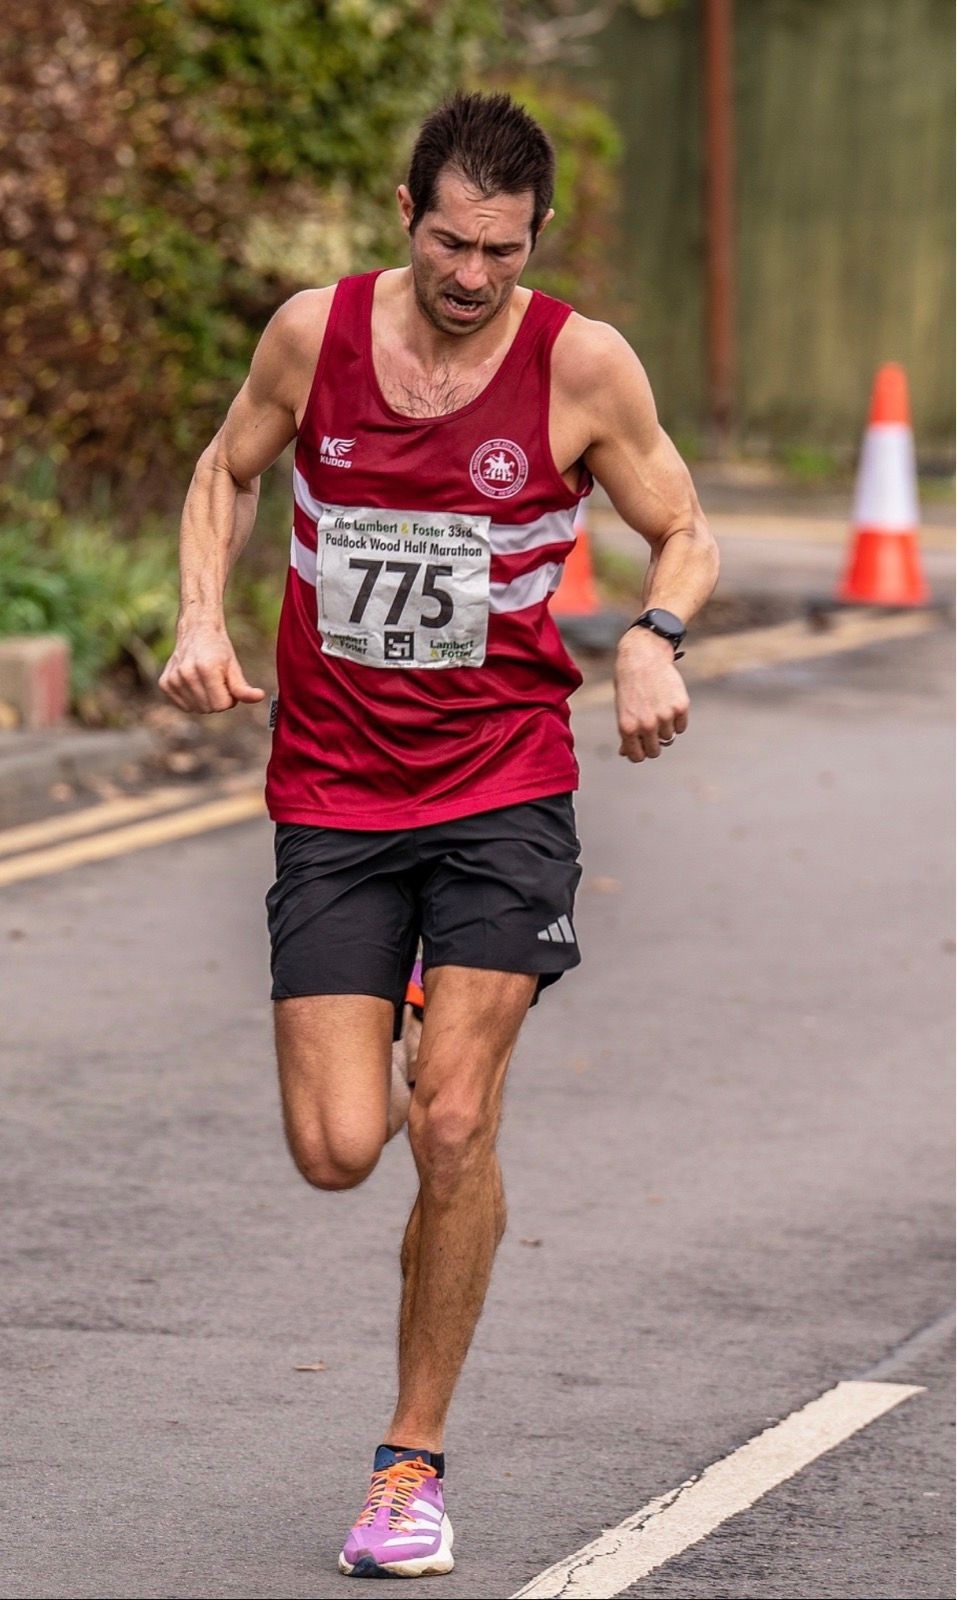 KUDOS
The Lambert & Foster 33rd
Paddock Wood Half Marathon
775
Lambert
& Foster
Lambert
& Foster